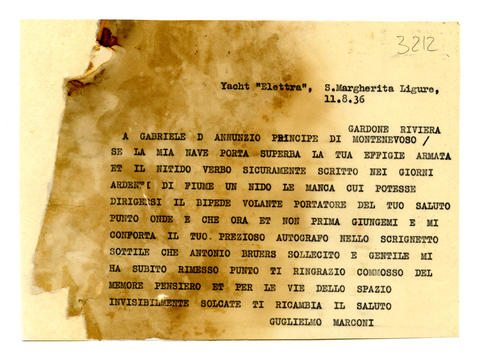 3212
Yacht "Elettra", S.Margherita Ligure,
11.8.36
GARDONE RIVIERA
A GABRIELE D ANNUNZIO PRINCIPE DI MONTENEVOSO /
SE LA MIA NAVE PORTA SUPERBA LA TUA EFFIGIE ARMATA
ET IL NITIDO VERBO SICURAMENTE SCRITTO NEI GIORNI
ARDENTI DI FIUME UN NIDO LE MANCA CUI POTESSE
DIRIGERSI IL BIPEDE VOLANTE PORTATORE DEL TUO SALUTO
PUNTO ONDE E CHE ORA ET NON PRIMA GIUNGEMI E MI
CONFORTA IL TUO. PREZIOSO AUTOGRAFO NELLO SCRIGNETTO
SOTTILE CHE ANTONIO BRUERS SOLLECITO E GENTILE MI
HA SUBITO RIMESSO PUNTO TI RINGRAZIO COMMOSSO DEL
MEMORE PENSIERO ET PER LE VIE DELLO SPAZIO
INVISIBILMENTE SOLCATE TI RICAMBIA IL SALUTO
GUGLIELMO MARCONI